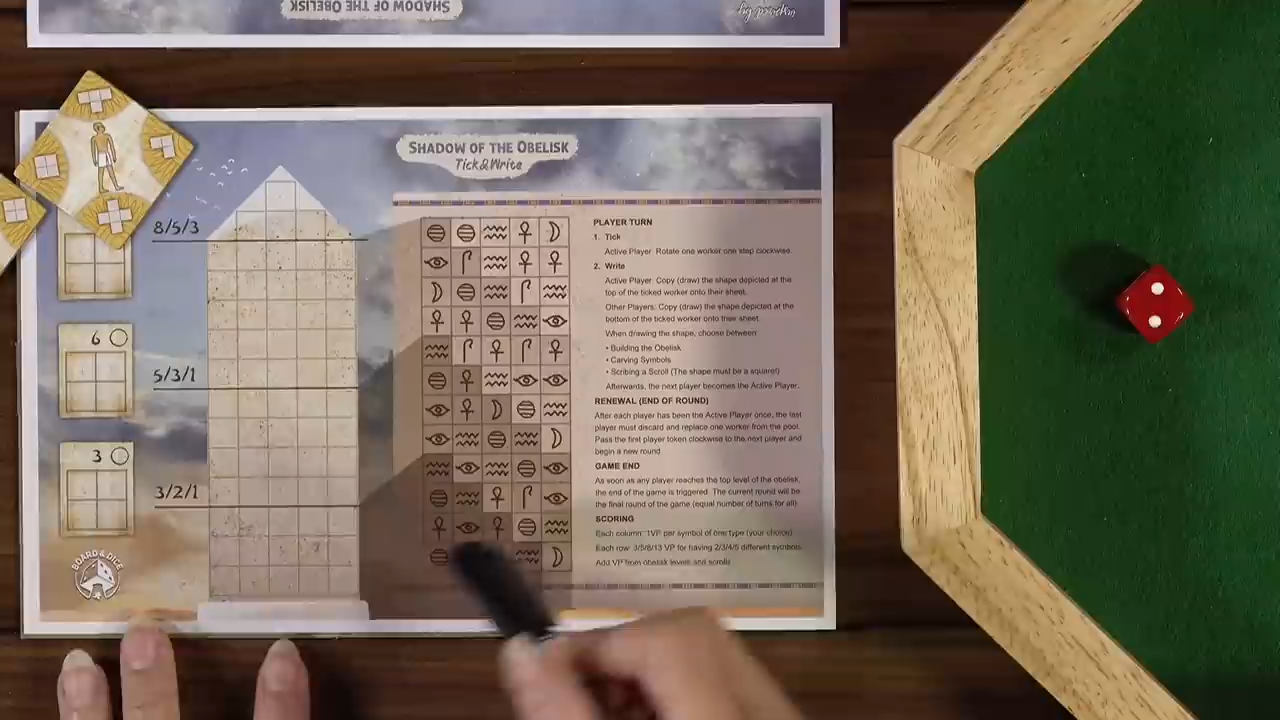 SHADOW OF THE OBELISK
SHADOW OF THE OBELISK
Tick&Write
8/5/3
6
5/3/1
3
3/2/1
BOARD & DICE
PLAYER TURN
1. Tick
Active Player: Rotate one worker one step clockwise.
2. Write
Active Player: Copy (draw) the shape depicted at the
top of the ticked worker onto their sheet.
Other Players: Copy (draw) the shape depicted at the
bottom of the ticked worker onto their sheet.
When drawing the shape, choose between:
• Building the Obelisk
• Carving Symbols
• Scribing a Scroll (The shape must be a square!)
Afterwards, the next player becomes the Active Player.
RENEWAL (END OF ROUND)
After each player has been the Active Player once, the last
player must discard and replace one worker from the pool.
Pass the first player token clockwise to the next player and
begin a new round
GAME END
As soon as any player reaches the top level of the obelisk,
the end of the game is triggered. The current round will be
the final round of the game (equal number of turns for all)
SCORING
Each column: 1VP per symbol of one type (your choice)
Each row: 3/5/8/13 VP for having 2/3/4/5 different symbols
Add VP from obelisk levels and scrolls